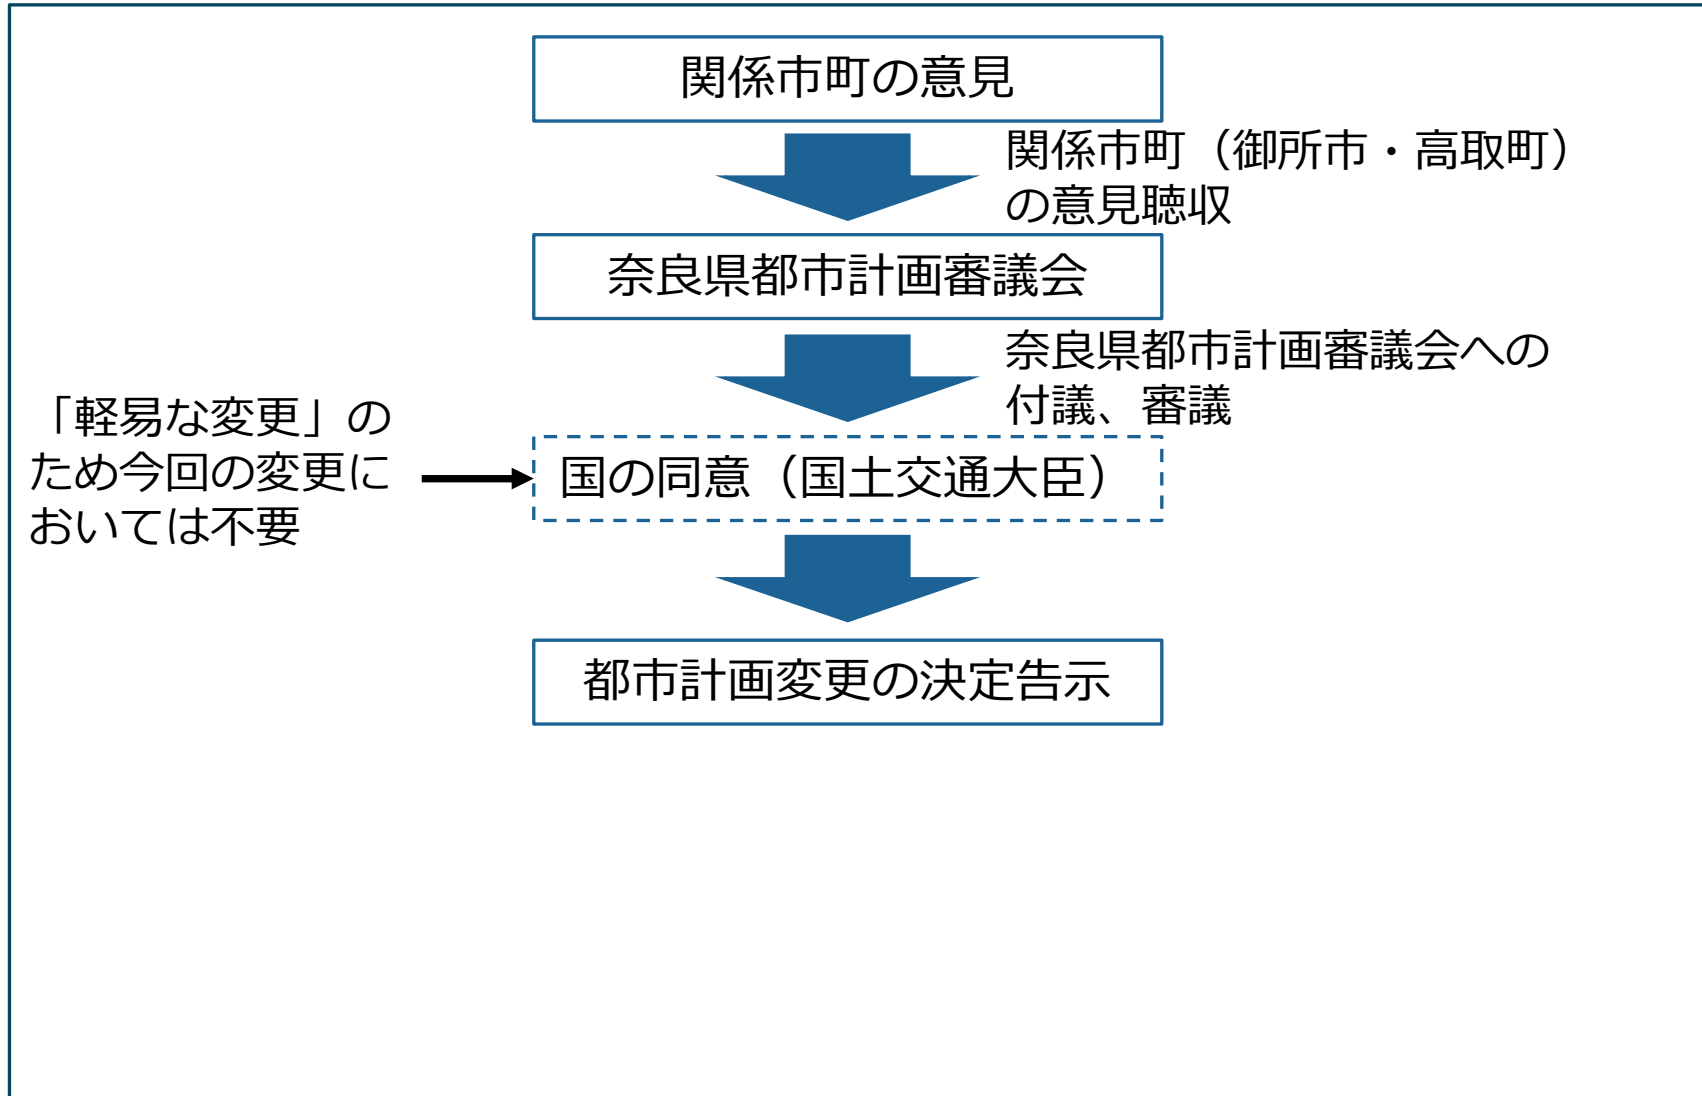 関係市町の意見
関係市町（御所市・高取町）
の意見聴収
奈良県都市計画審議会
奈良県都市計画審議会への
付議、審議
「軽易な変更」の
ため今回の変更に
おいては不要
国の同意（国土交通大臣）
都市計画変更の決定告示